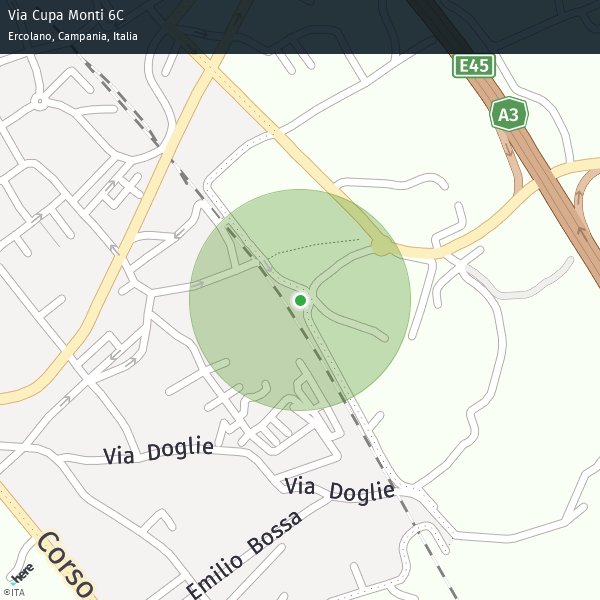 Via Cupa Monti 6C
Ercolano, Campania, Italia
E45
A3
Via Doglie
Via Doglie
Emilio Bossa
Corso
here
©ITA